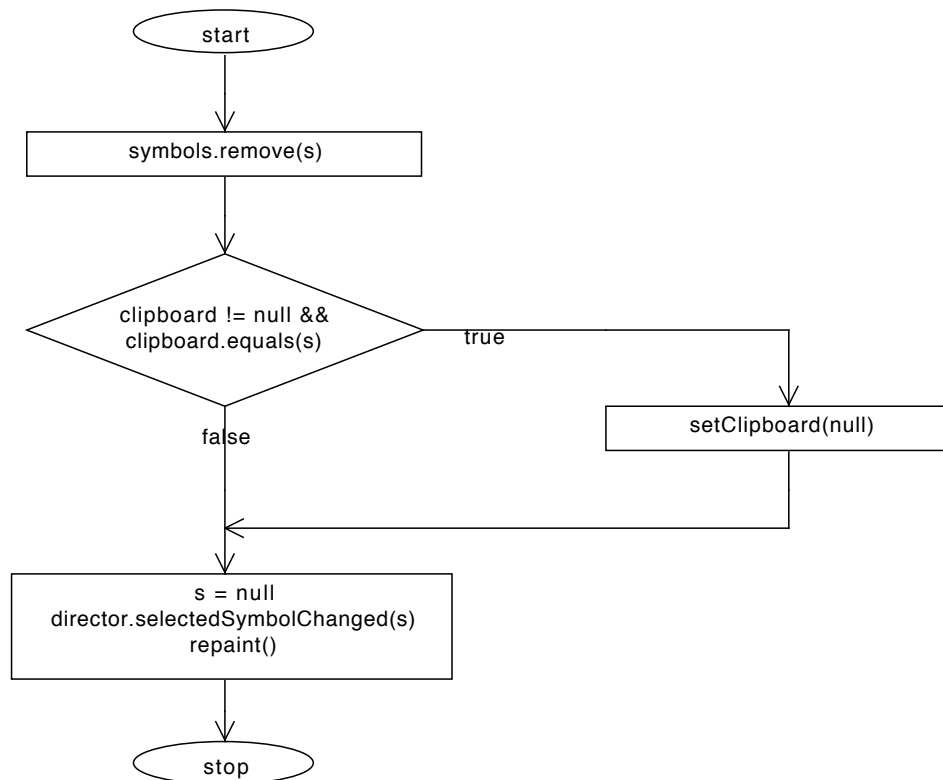 start
symbols.remove(s)
clipboard != null &&
clipboard.equals(s)
true
setClipboard(null)
false
s = null
director.selectedSymbolChanged(s)
repaint()
stop